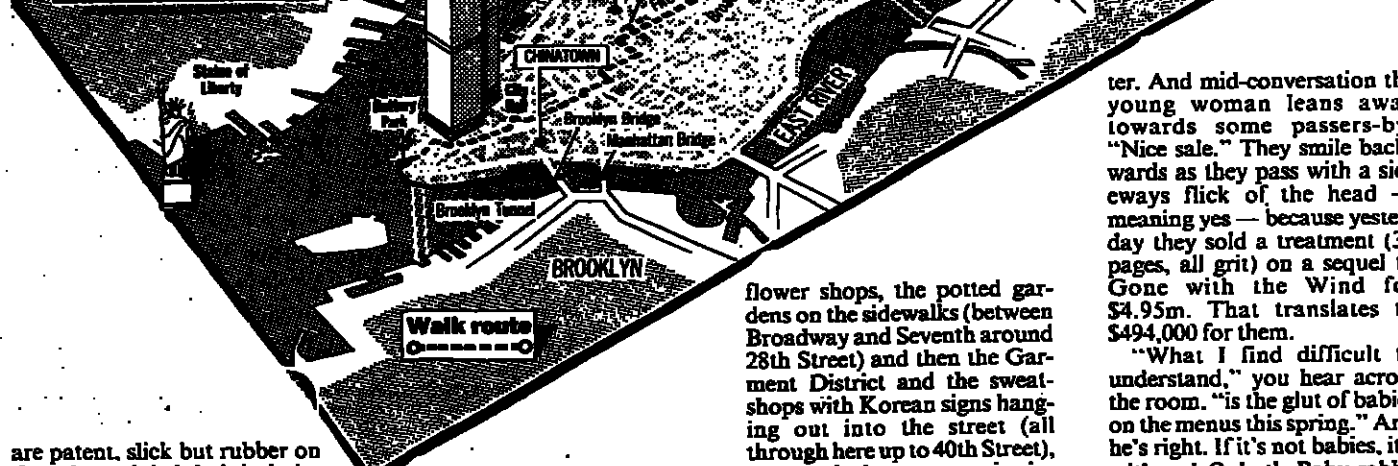 CHINATOWN
Statue of
Liberty
City
Hall
Battery
Park
Brooklyn Bridge
Manhattan Bridge
EAST RIVER
Brooklyn Tunnel
BROOKLYN
Walk route
are patent, slick but rubber on
flower shops, the potted gar-
dens on the sidewalks (between
Broadway and Seventh around
28th Street) and then the Gar-
ment District and the sweat-
shops with Korean signs hang-
ing out into the street (all
through here up to 40th Street),
ter. And mid-conversation th
young woman leans awa
towards some passers-by
"Nice sale." They smile back
wards as they pass with a sid
eways flick of the head -
meaning yes — because yester
day they sold a treatment (3
pages, all grit) on a sequel t
Gone with the Wind fo
$4.95m. That translates t
$494,000 for them.
"What I find difficult t
understand," you hear acro
the room. "is the glut of babi
on the menus this spring." An
he's right. If it's not babies, it